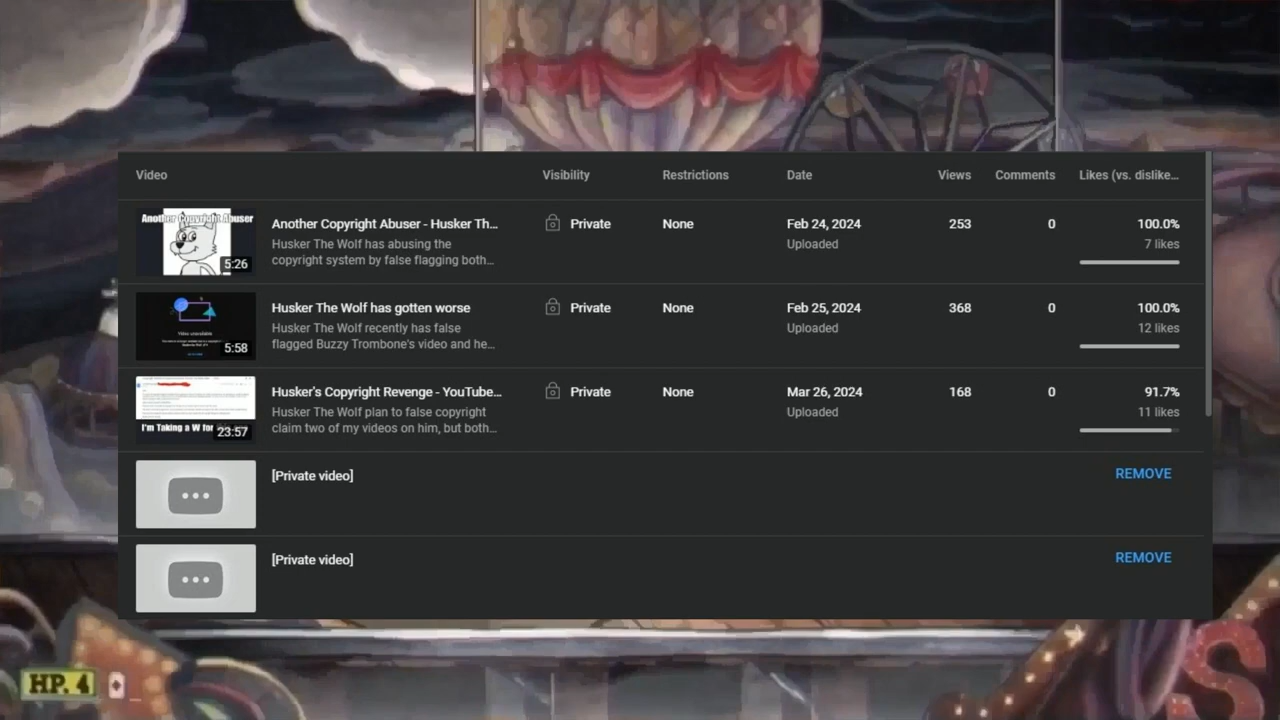 Video Visibility Restrictions Date Views Comments Likes (vs. dislike...
Another Copyright Abuser
5:26
Another Copyright Abuser - Husker Th... Private None Feb 24, 2024 253 0 100.0%
Husker The Wolf has abusing the Uploaded 7 likes
copyright system by false flagging both...
Video unavailable
5:58
Husker The Wolf has gotten worse Private None Feb 25, 2024 368 0 100.0%
Husker The Wolf recently has false Uploaded 12 likes
flagged Buzzy Trombone's video and he...
I'm Taking a W for
23:57
Husker's Copyright Revenge - YouTube... Private None Mar 26, 2024 168 0 91.7%
Husker The Wolf plan to false copyright Uploaded 11 likes
claim two of my videos on him, but both...
[Private video] REMOVE
[Private video] REMOVE
HP. 4
S